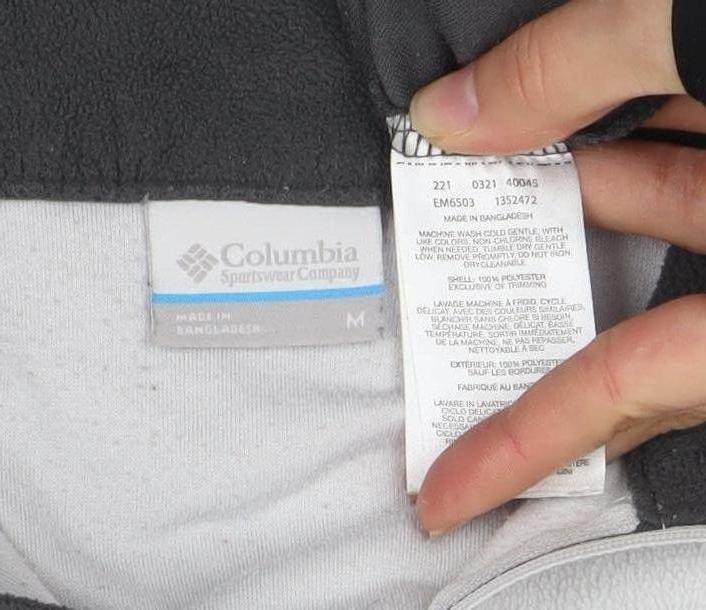 Columbia
Sportswear Company
MADE IN
BANGLADESH
M
221 0321 40045
EM6503 1352472
MADE IN BANGLADESH
MACHINE WASH COLD GENTLE, WITH
LIKE COLORS. NON-CHLORINE BLEACH
WHEN NEEDED. TUMBLE DRY GENTLE
LOW, REMOVE PROMPTLY. DO NOT IRON.
DRYCLEANABLE
SHELL: 100% POLYESTER
EXCLUSIVE OF TRIMMING
LAVAGE MACHINE À FROID, CYCLE
DÉLICAT, AVEC DES COULEURS SIMILAIRES.
BLANCHIR SANS CHLORE SI BESOIN.
SÉCHAGE MACHINE, DÉLICAT, BASSE
TEMPÉRATURE, SORTIR IMMÉDIATEMENT
DE LA MACHINE, NE PAS REPASSER,
NETTOYABLE À SEC
EXTÉRIEUR: 100% POLYESTER
SAUF LES BORDURES
FABRIQUÉ AU BAN
LAVARE IN LAVATRIC
CICLO DELICA